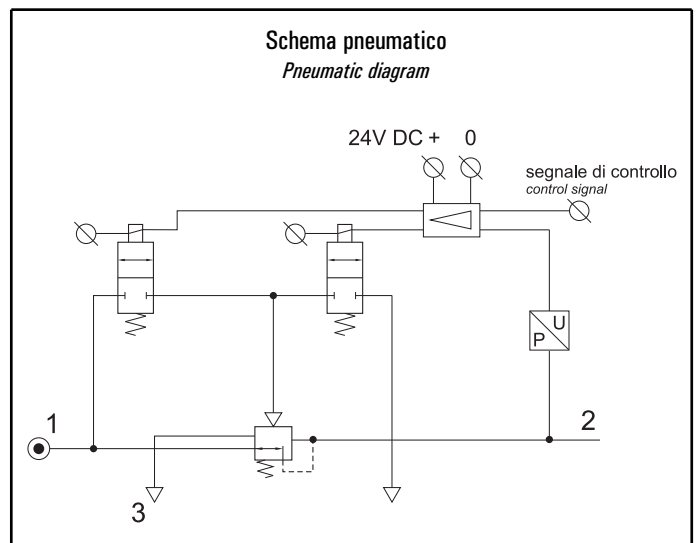 Schema pneumatico
Pneumatic diagram
24V DC + 0
segnale di controllo
control signal
U
P
1
2
3